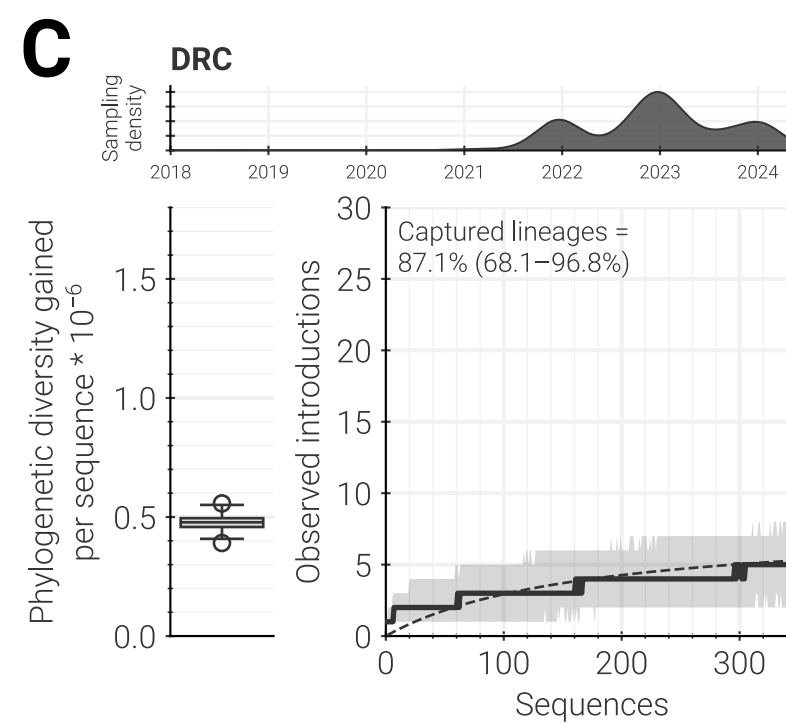 C
DRC
Sampling
density
2018 2019 2020 2021 2022 2023 2024
Phylogenetic diversity gained
per sequence * 10⁻⁶
1.5
1.0
0.5
0.0
Observed introductions
30
25
20
15
10
5
0
Captured lineages =
87.1% (68.1–96.8%)
0 100 200 300
Sequences